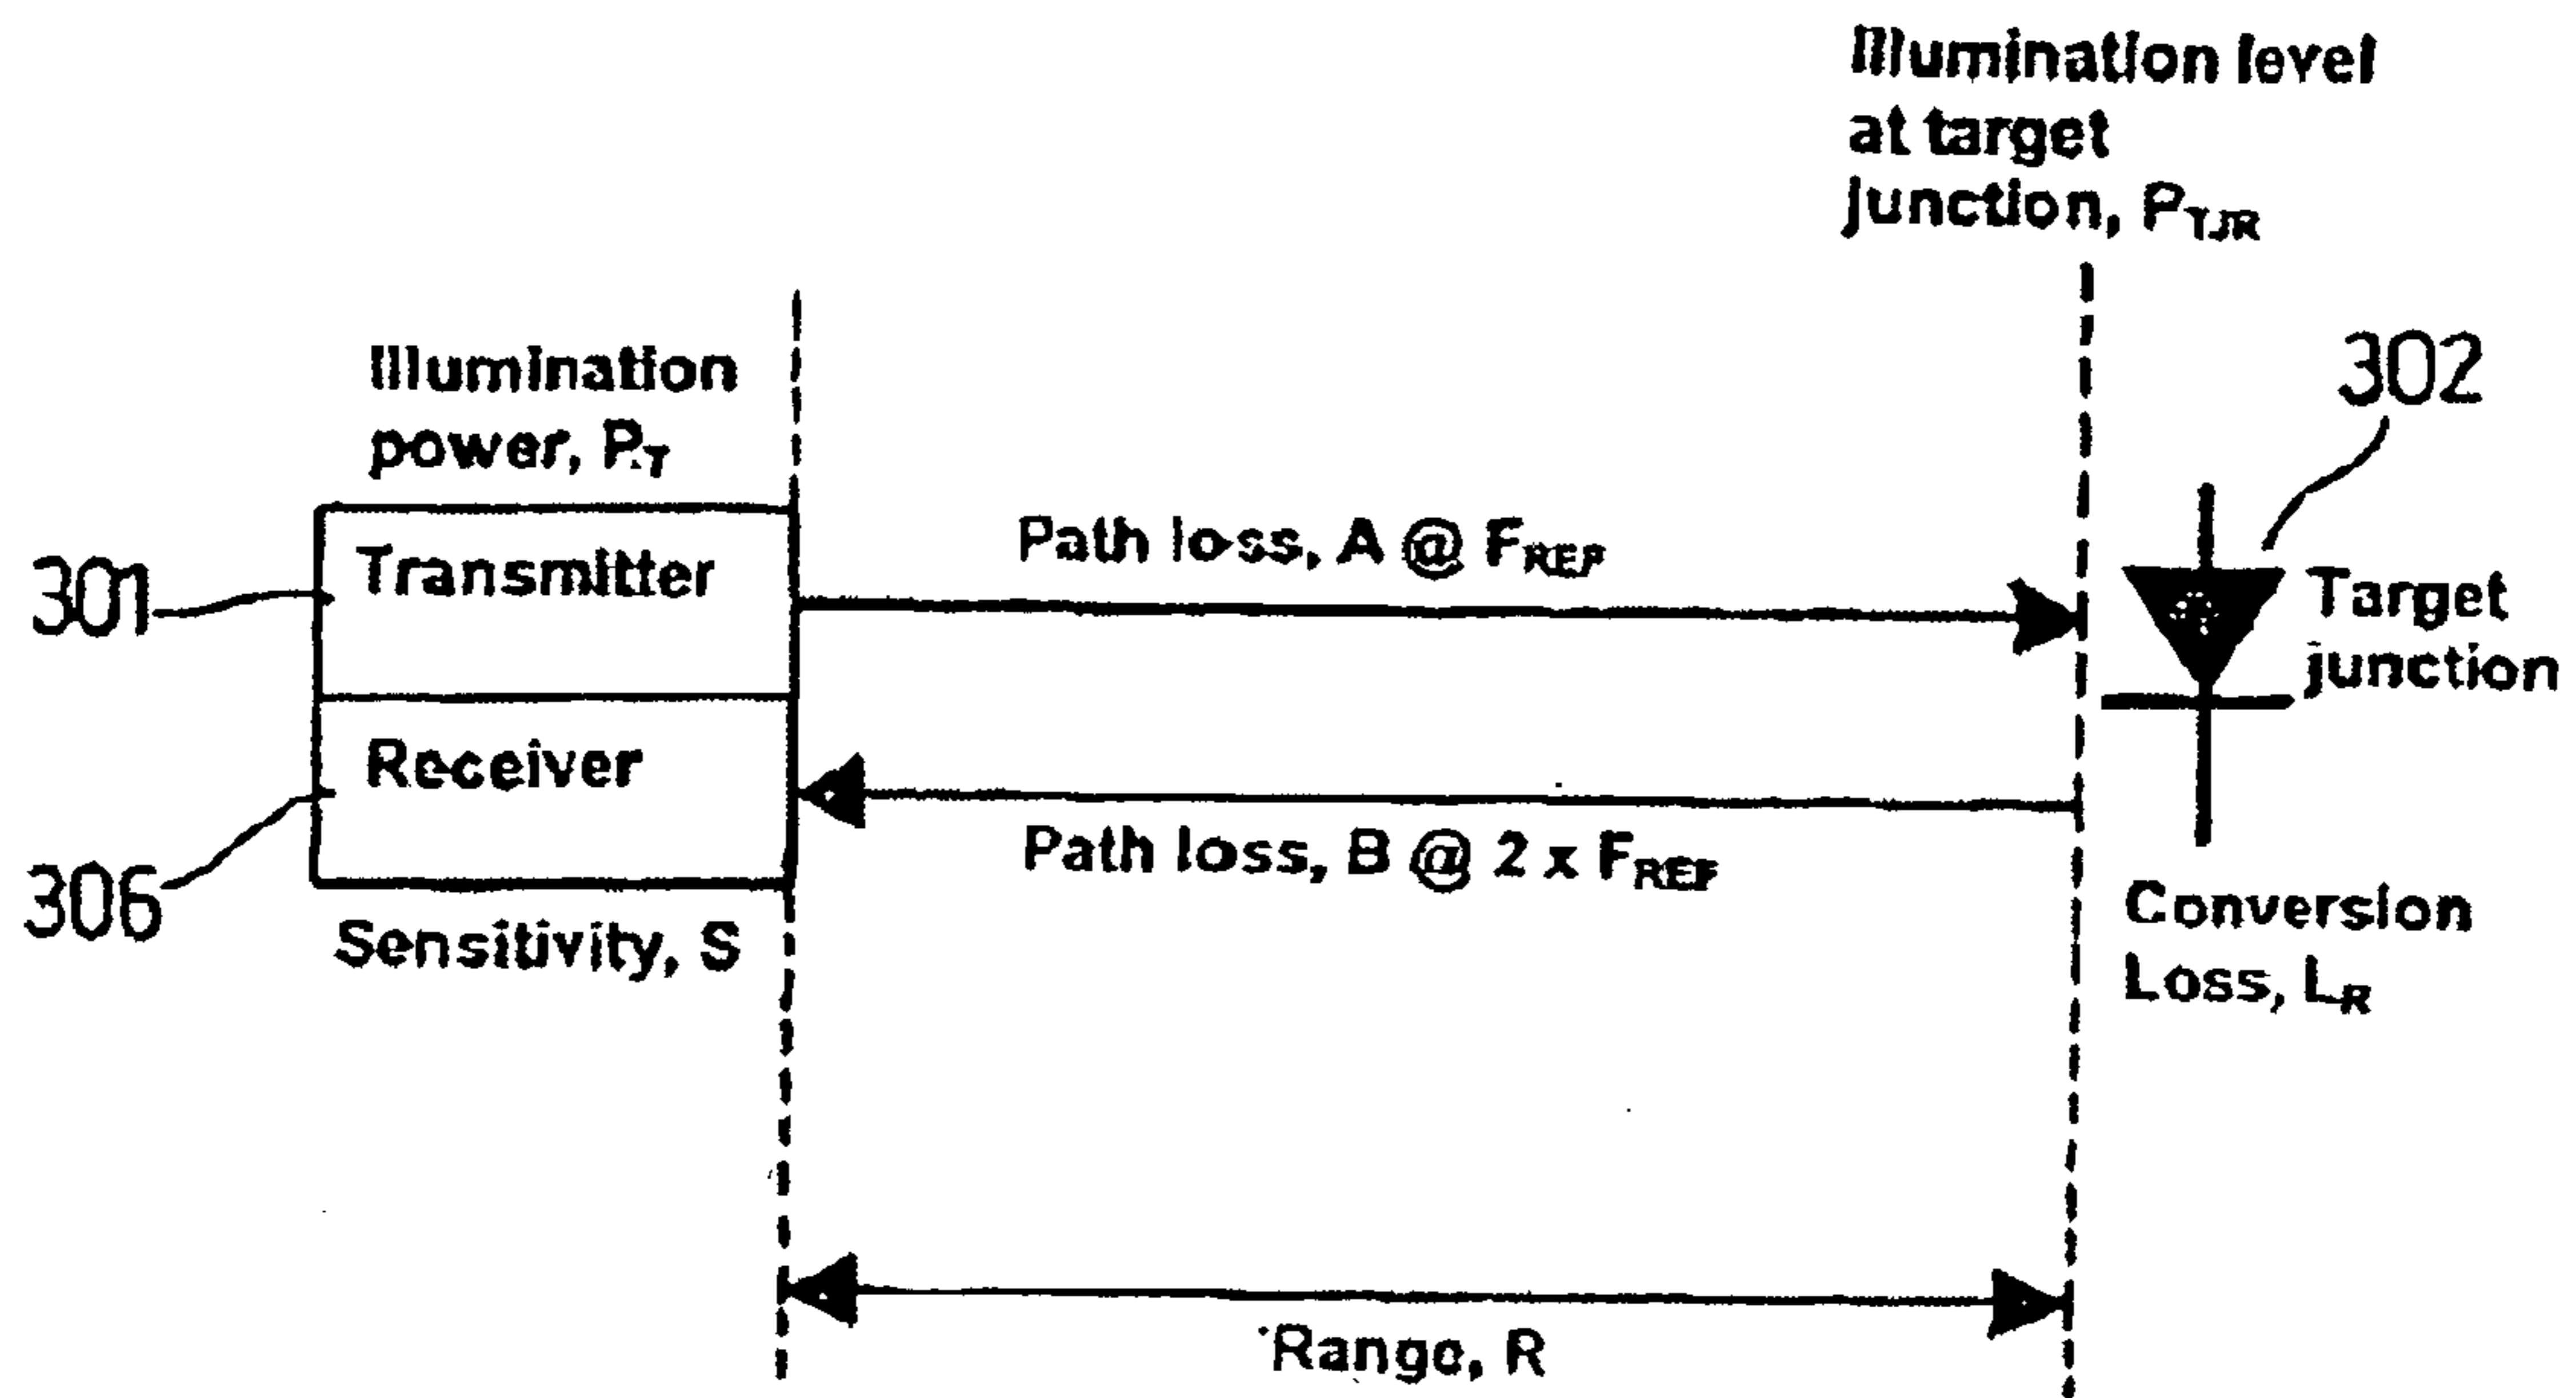 Illumination level
at target
junction, PTJR
302
Illumination
power, PT
301
Transmitter
Path loss, A @ FREF
Target
junction
Receiver
306
Path loss, B @ 2 x FREF
Sensitivity, S
Conversion
Loss, LR
Range, R